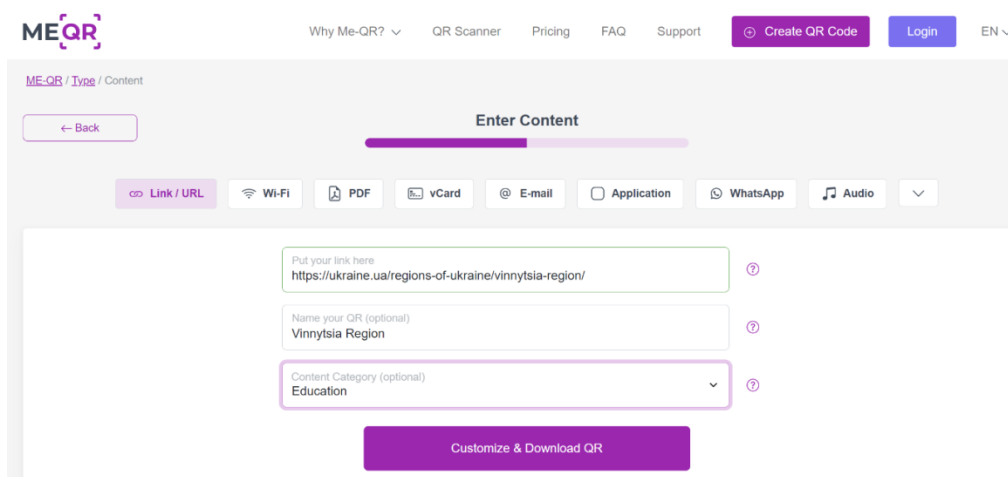 MEQR Why Me-QR? QR Scanner Pricing FAQ Support Create QR Code Login EN
ME-QR / Type / Content
← Back
Enter Content
Link / URL Wi-Fi PDF vCard @ E-mail Application WhatsApp Audio
Put your link here
https://ukraine.ua/regions-of-ukraine/vinnytsia-region/
Name your QR (optional)
Vinnytsia Region
Content Category (optional)
Education
Customize & Download QR